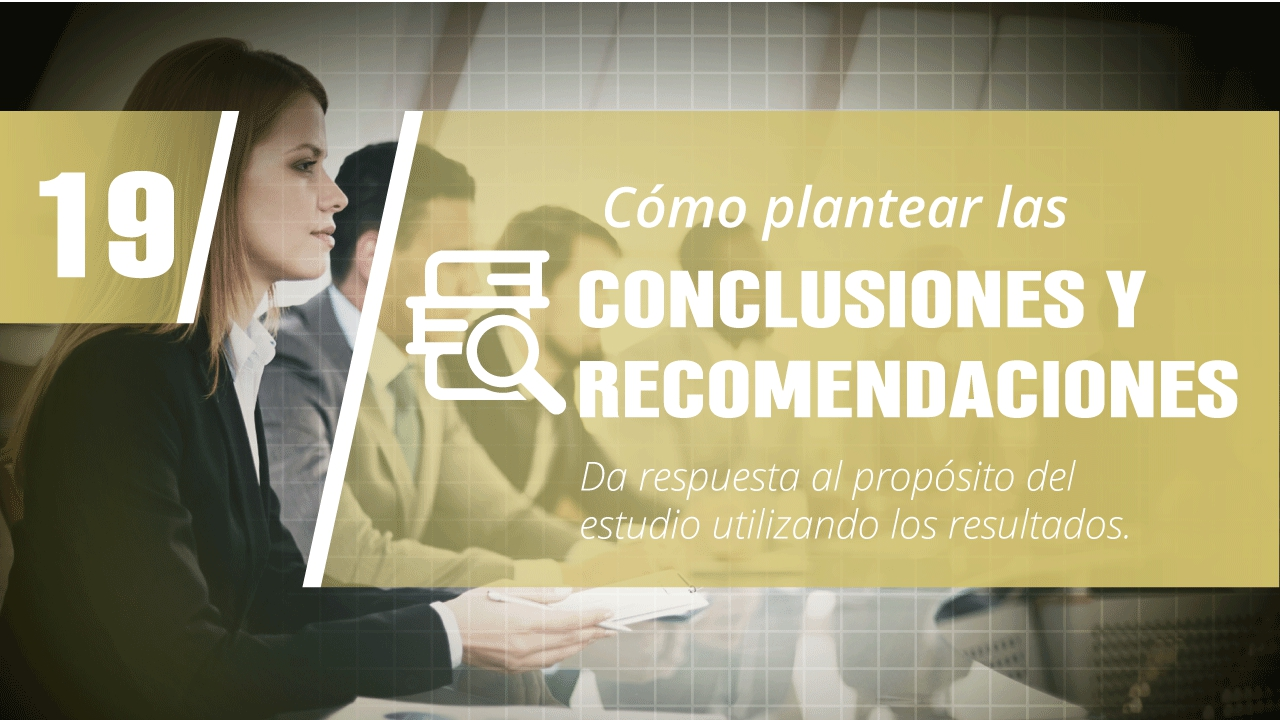 19
Cómo plantear las
CONCLUSIONES Y
RECOMENDACIONES
Da respuesta al propósito del
estudio utilizando los resultados.